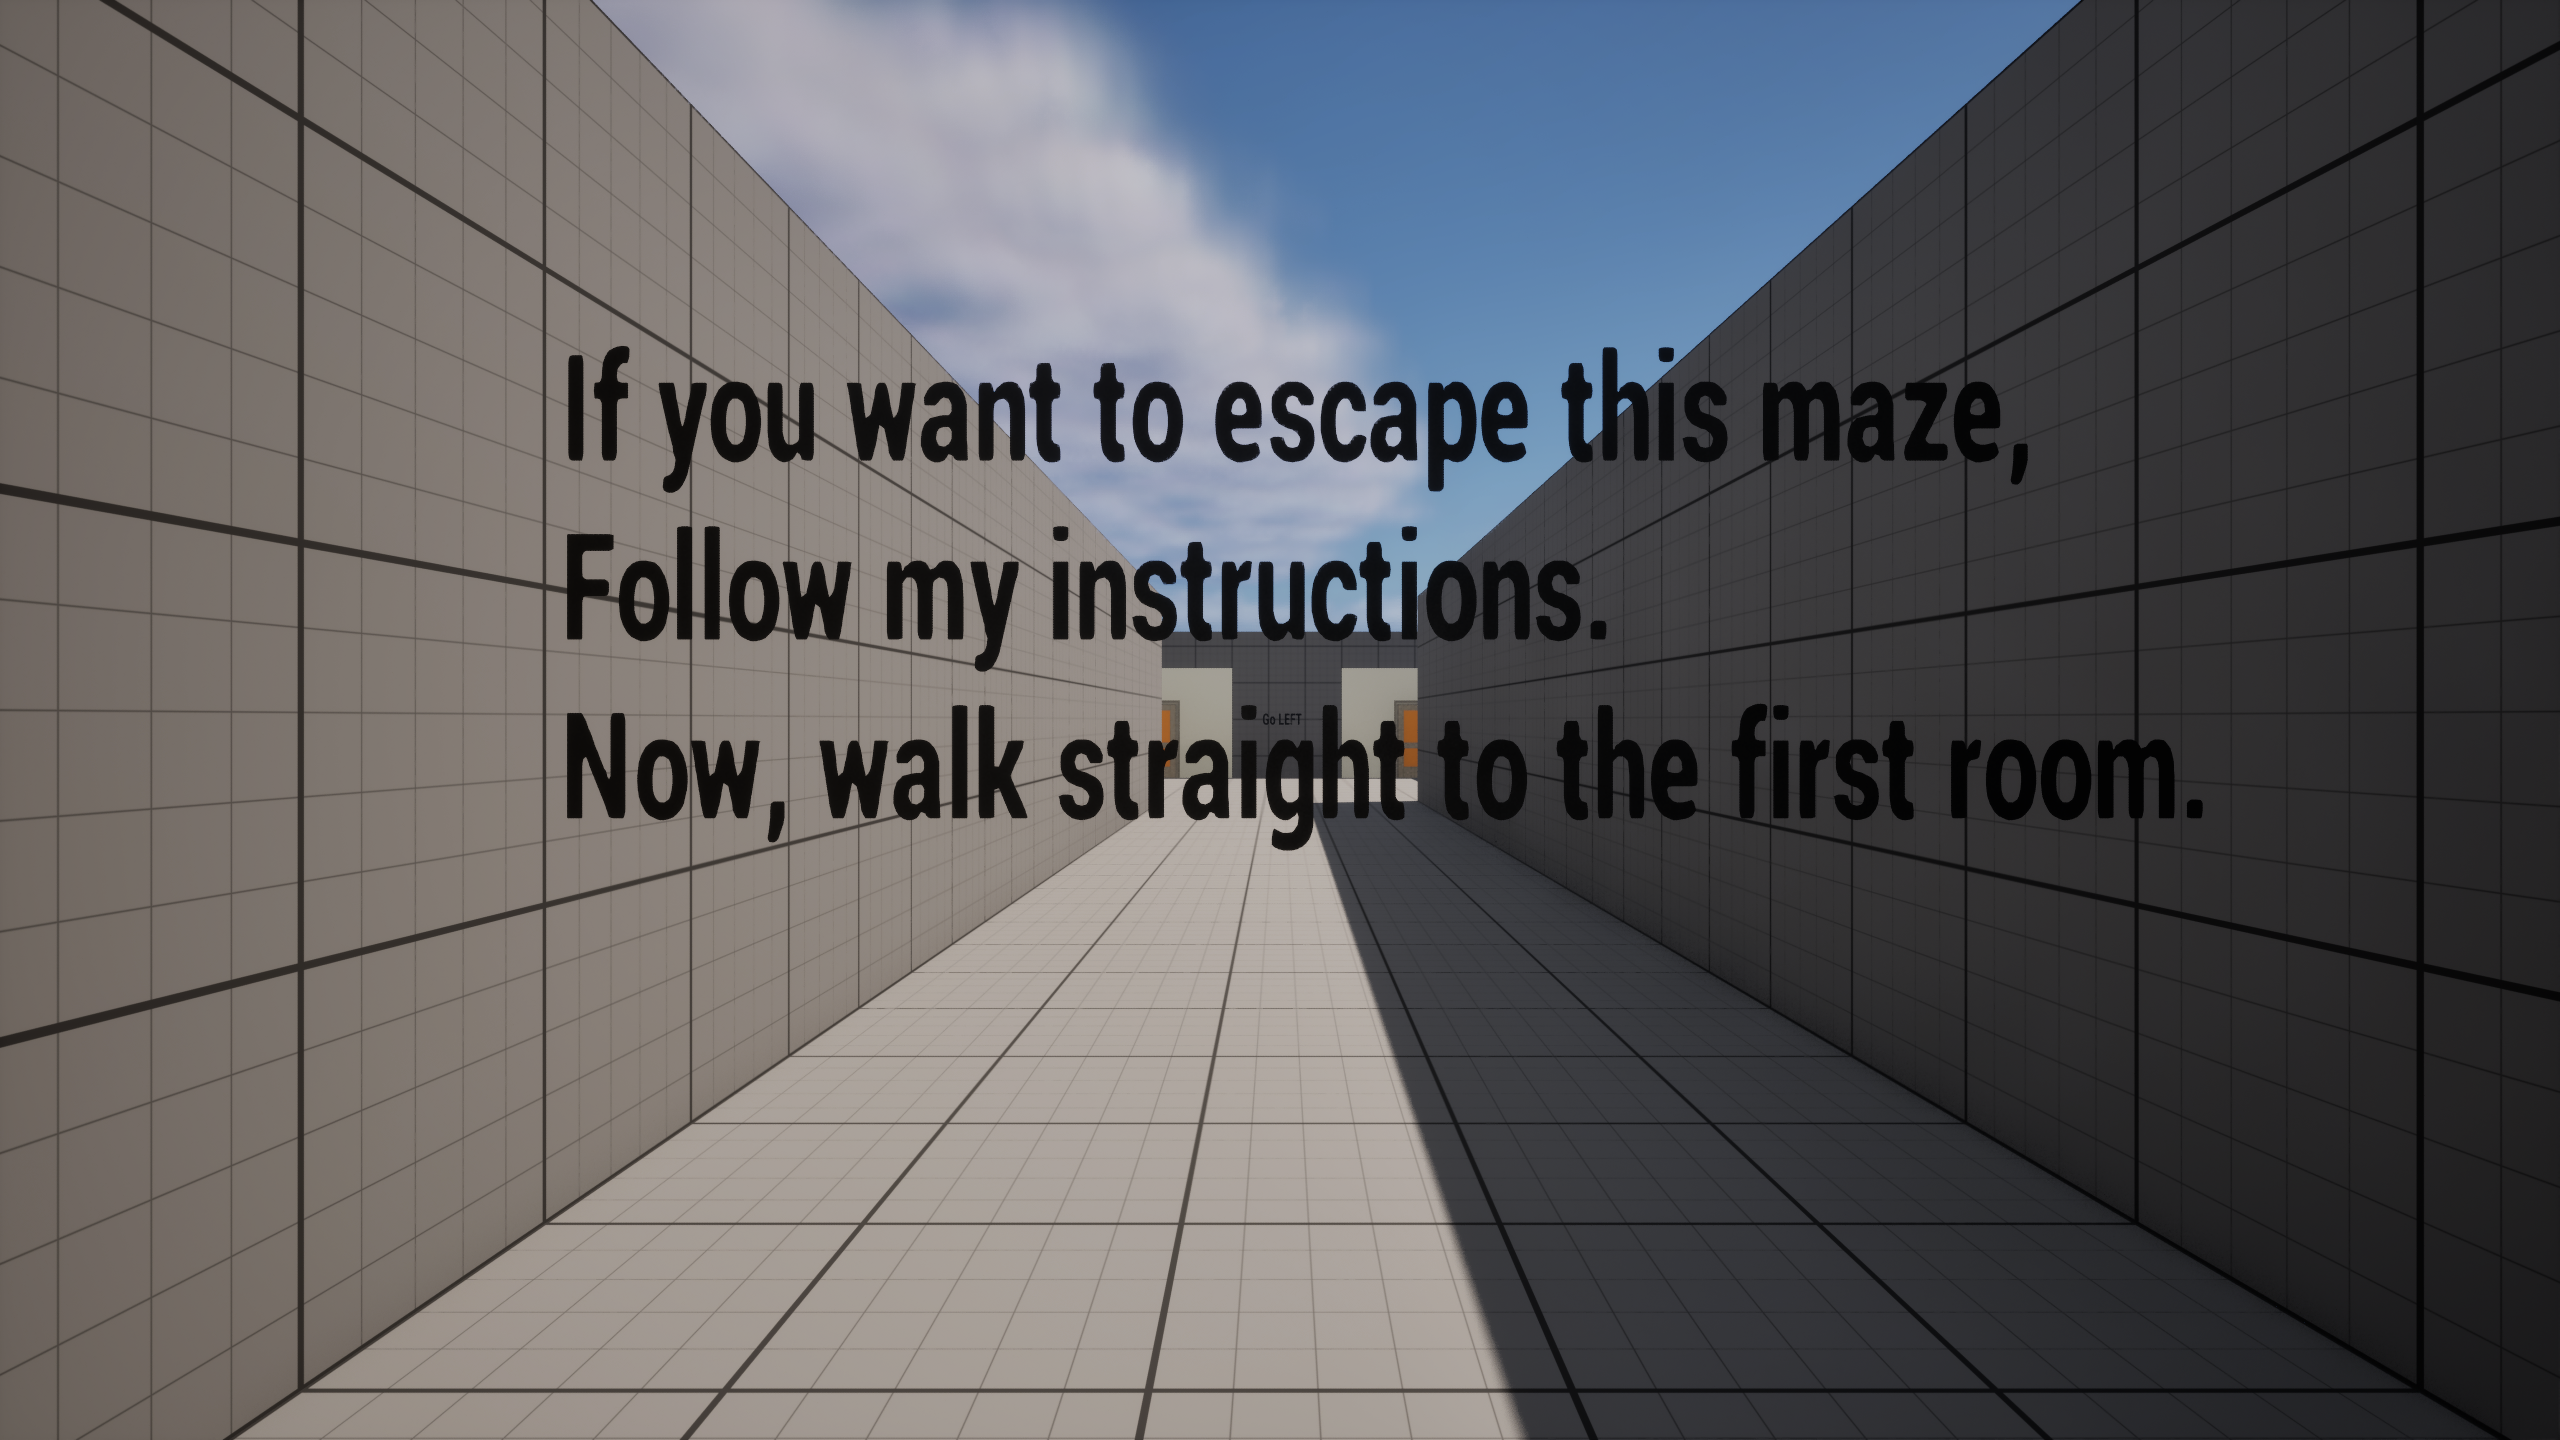 If you want to escape this maze,
Follow my instructions.
Now, walk straight to the first room.
Go LEFT